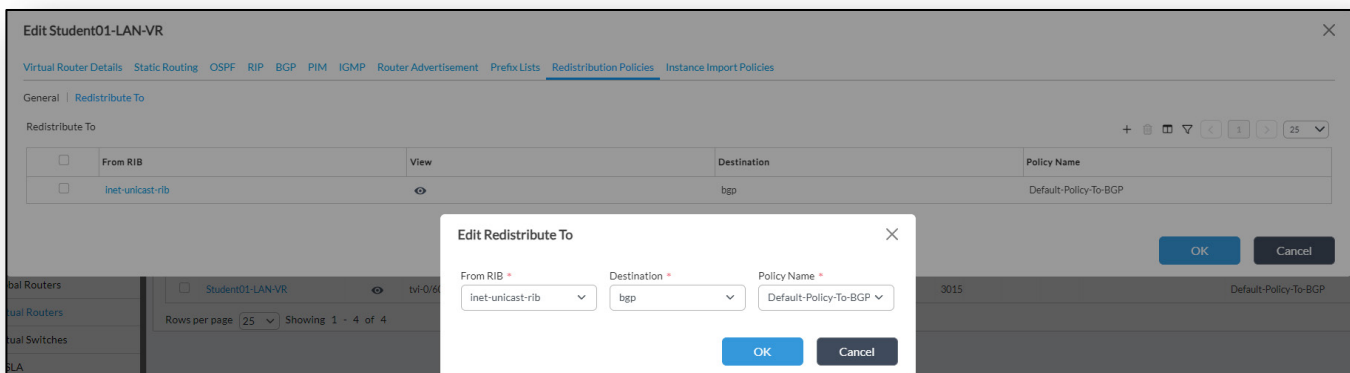 Edit Student01-LAN-VR
Virtual Router Details Static Routing OSPF RIP BGP PIM IGMP Router Advertisement Prefix Lists Redistribution Policies Instance Import Policies
General | Redistribute To
Redistribute To
1 25
From RIB View Destination Policy Name
inet-unicast-rib bgp Default-Policy-To-BGP
Edit Redistribute To
OK Cancel
From RIB * Destination * Policy Name *
inet-unicast-rib bgp Default-Policy-To-BGP
bal Routers Student01-LAN-VR tvi-0/60 3015 Default-Policy-To-BGP
tual Routers Rows per page 25 Showing 1 - 4 of 4
tual Switches
SLA
OK Cancel